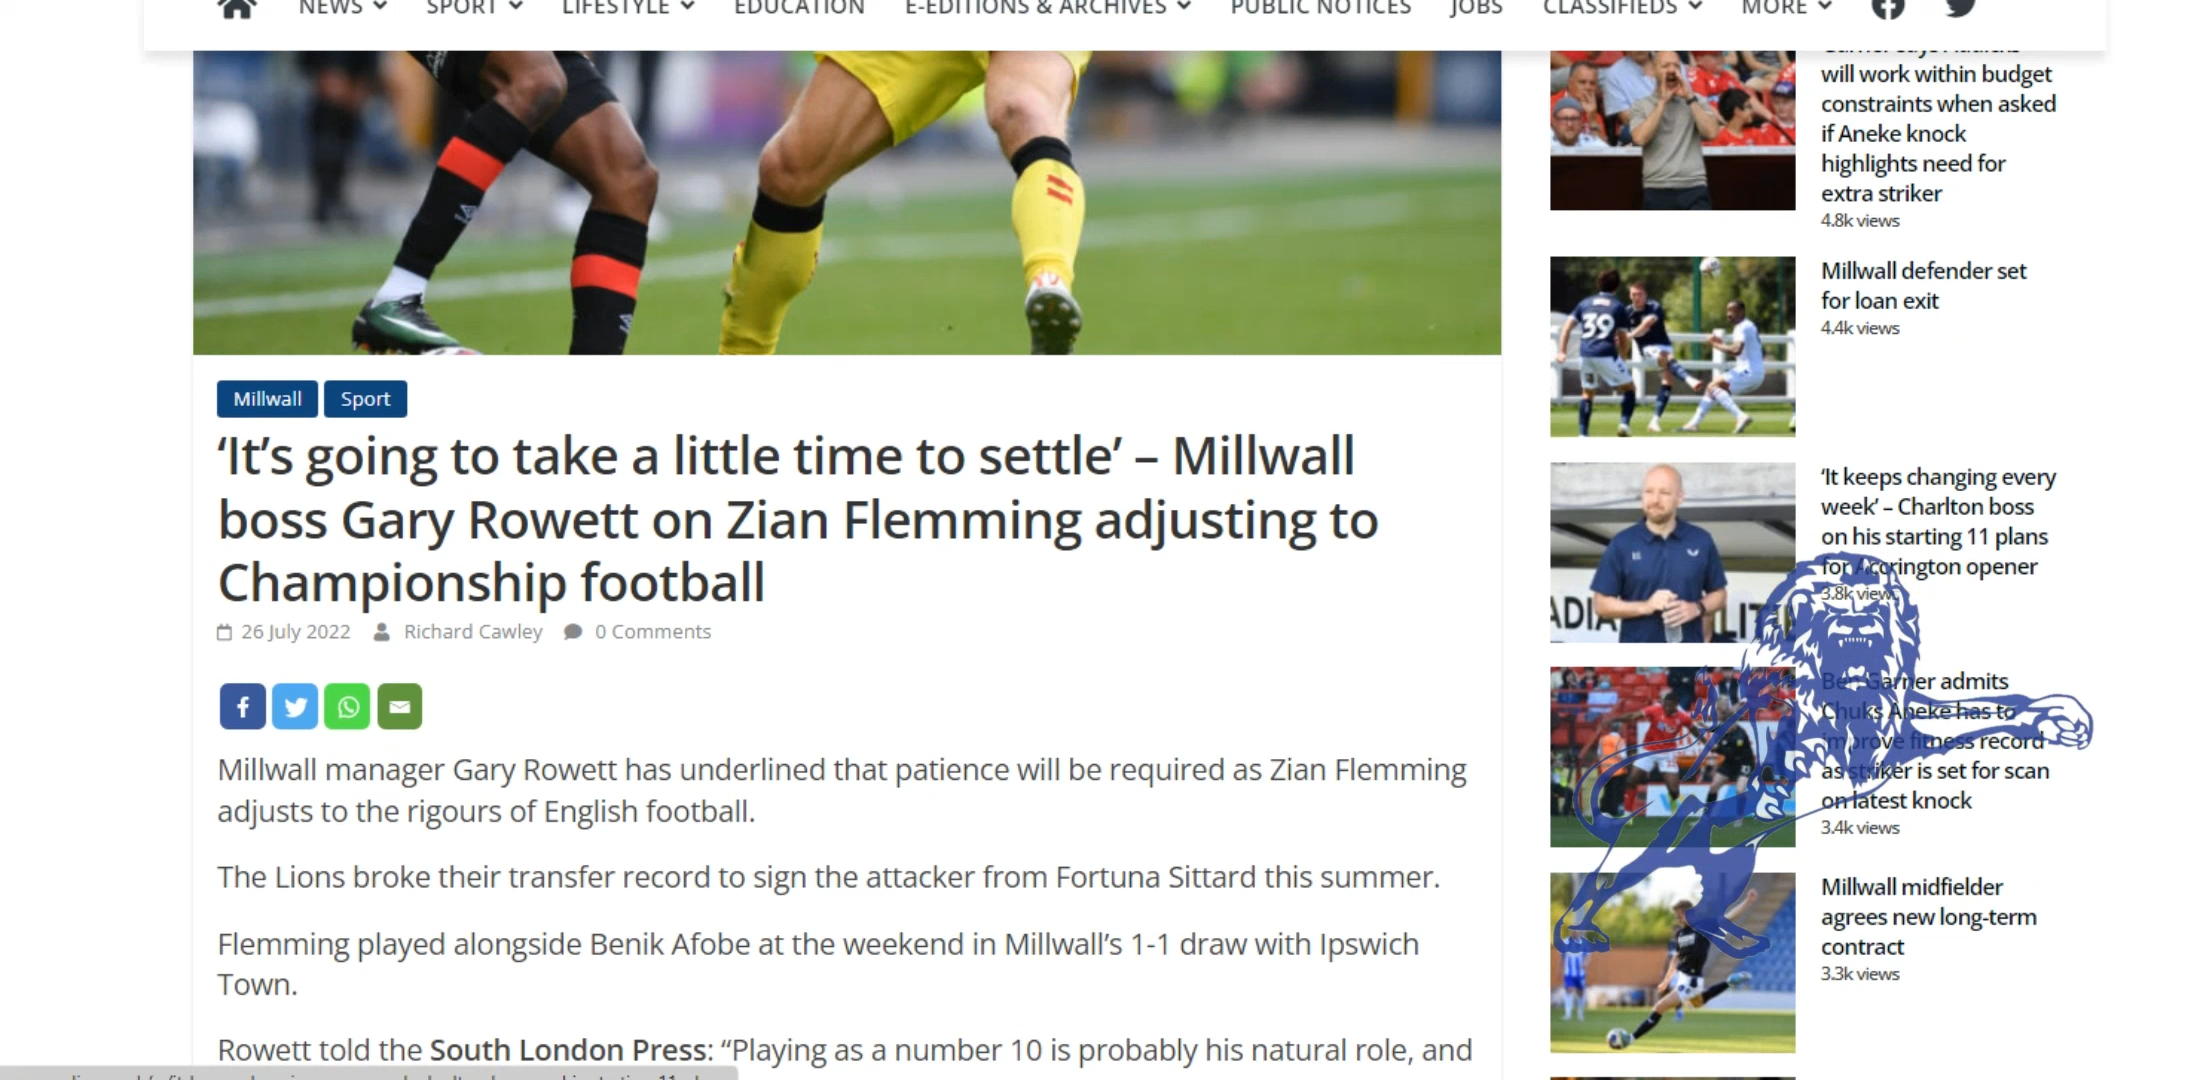 NEWS SPORT LIFESTYLE EDUCATION E-EDITIONS & ARCHIVES PUBLIC NOTICES JOBS CLASSIFIEDS MORE
Millwall Sport
‘It’s going to take a little time to settle’ – Millwall
boss Gary Rowett on Zian Flemming adjusting to
Championship football
26 July 2022 Richard Cawley 0 Comments
Millwall manager Gary Rowett has underlined that patience will be required as Zian Flemming
adjusts to the rigours of English football.
The Lions broke their transfer record to sign the attacker from Fortuna Sittard this summer.
Flemming played alongside Benik Afobe at the weekend in Millwall’s 1-1 draw with Ipswich
Town.
Rowett told the South London Press: “Playing as a number 10 is probably his natural role, and
will work within budget
constraints when asked
if Aneke knock
highlights need for
extra striker
4.8k views
39
Millwall defender set
for loan exit
4.4k views
‘It keeps changing every
week’ – Charlton boss
on his starting 11 plans
for Accrington opener
3.8k views
Ben Garner admits
Chuks Aneke has to
improve fitness record
as striker is set for scan
on latest knock
3.4k views
Millwall midfielder
agrees new long-term
contract
3.3k views